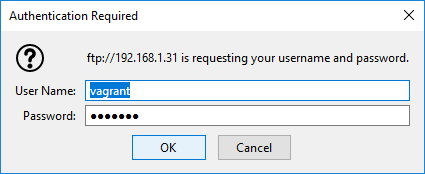 Authentication Required
ftp://192.168.1.31 is requesting your username and password.
User Name: vagrant
Password: ●●●●●●●
OK Cancel